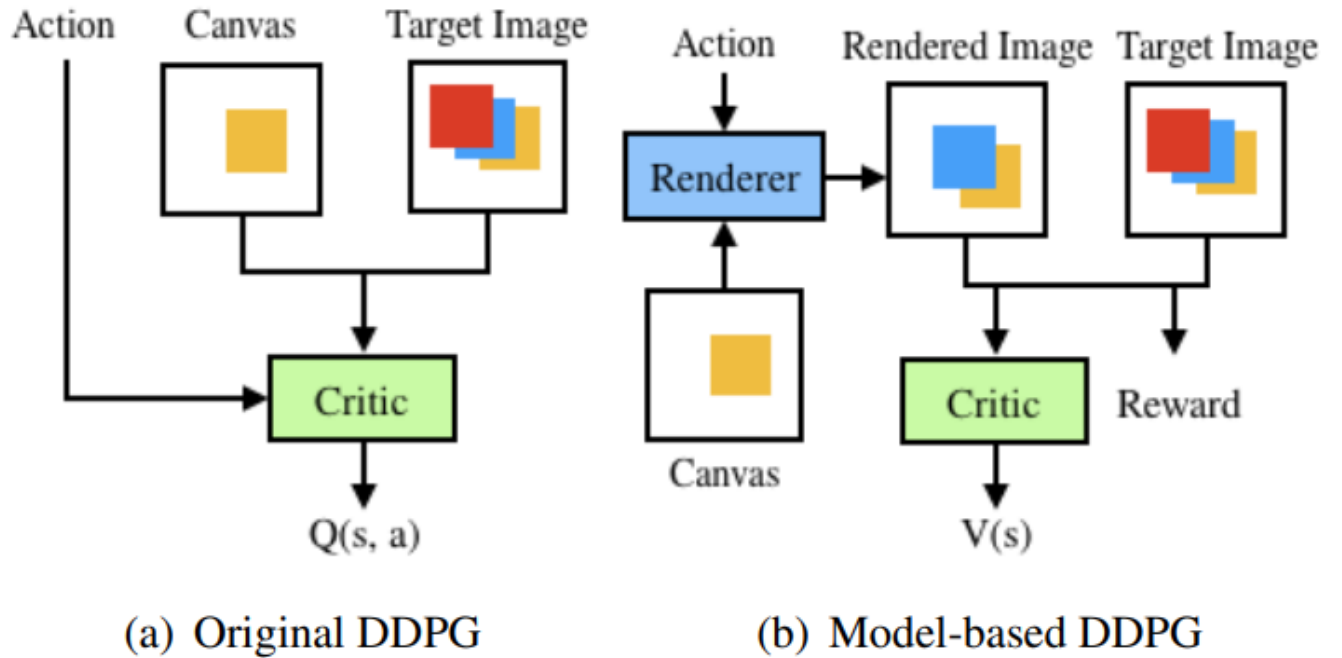 Action
Canvas
Target Image
Critic
Q(s, a)
(a) Original DDPG
Action
Rendered Image
Target Image
Renderer
Canvas
Critic
Reward
V(s)
(b) Model-based DDPG